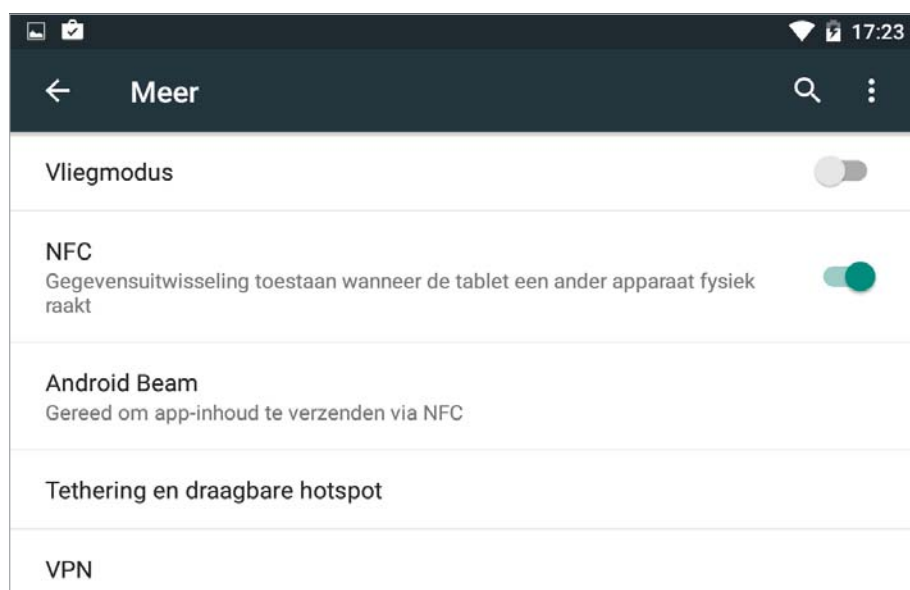 17:23
Meer
Vliegmodus
NFC
Gegevensuitwisseling toestaan wanneer de tablet een ander apparaat fysiek
raakt
Android Beam
Gereed om app-inhoud te verzenden via NFC
Tethering en draagbare hotspot
VPN